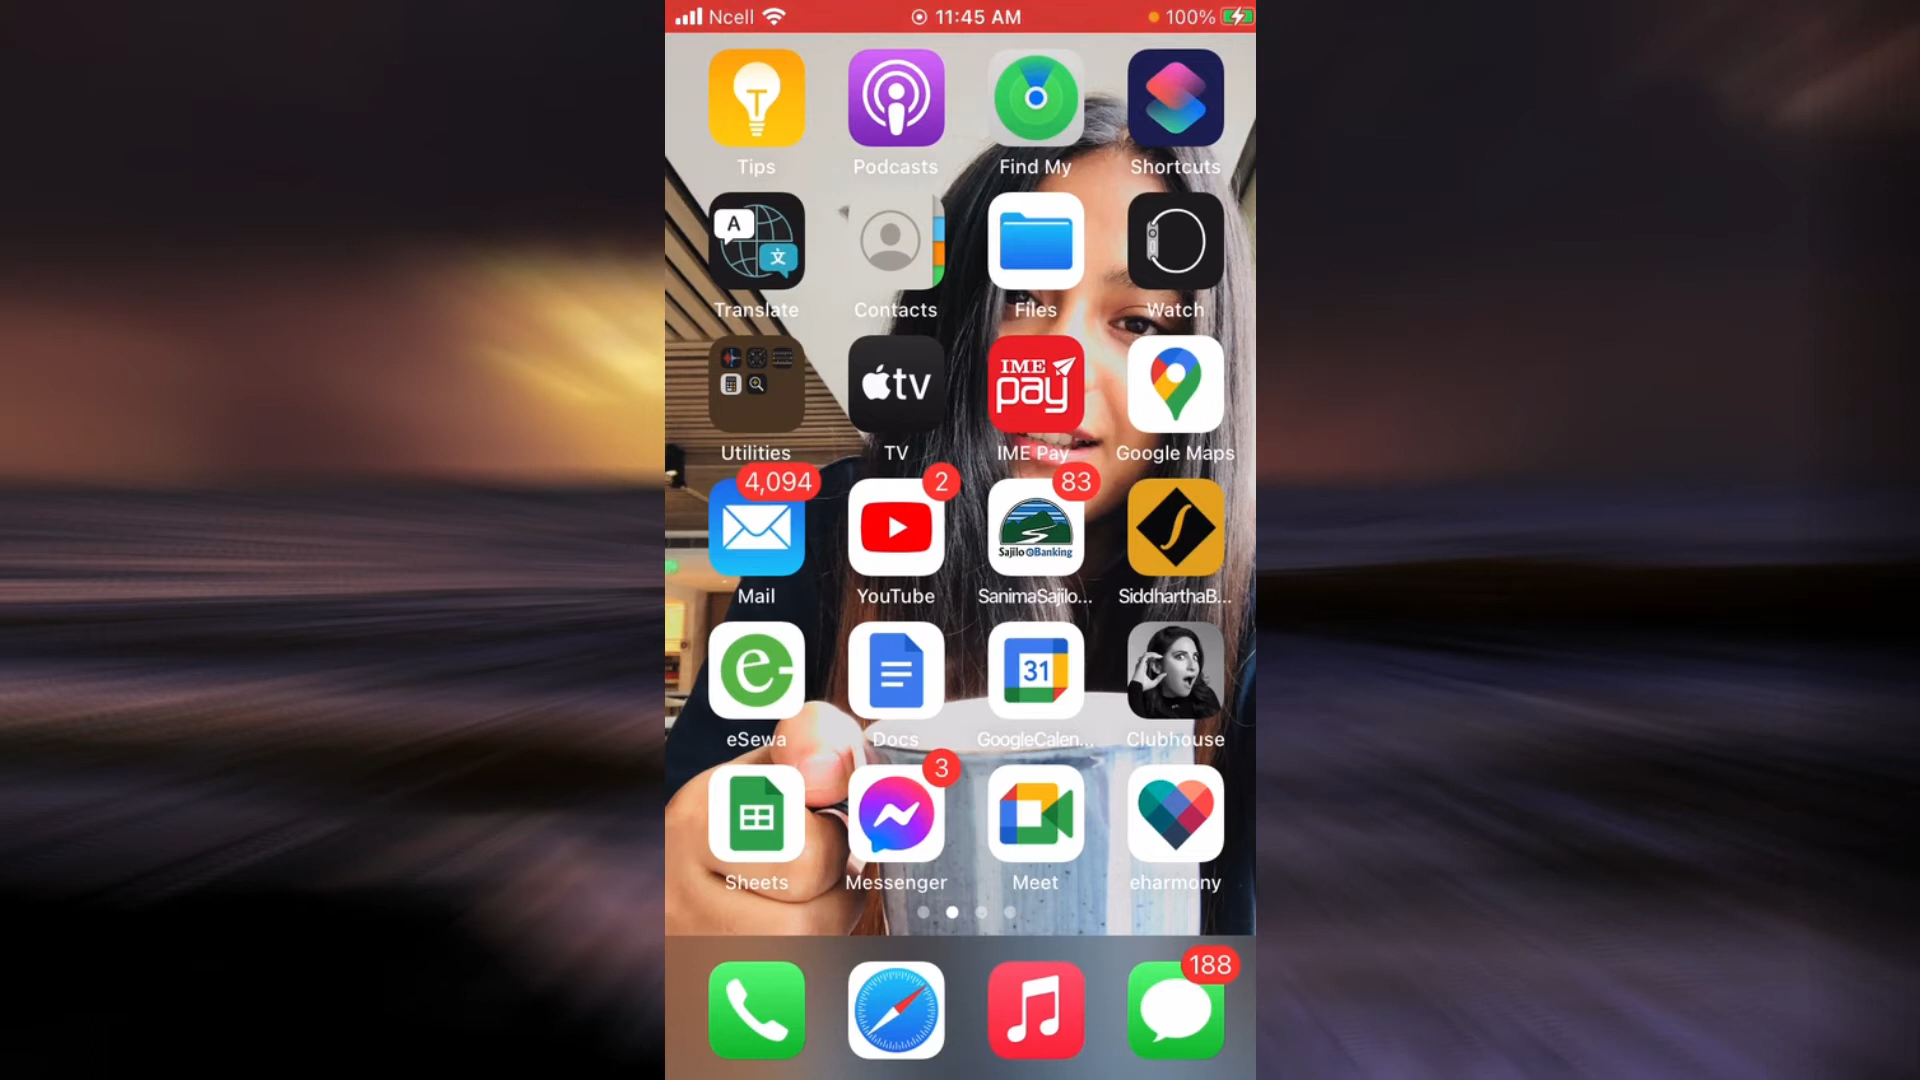 Ncell 11:45 AM 100%
T
Tips Podcasts Find My Shortcuts
A 文
Translate Contacts Files Watch
tv IME pay
Utilities TV IME Pay Google Maps
4,094 2 83
Sajilo eBanking
Mail YouTube SanimaSajilo... SiddharthaB...
e 31
eSewa Docs GoogleCalen... Clubhouse
3
Sheets Messenger Meet eharmony
188